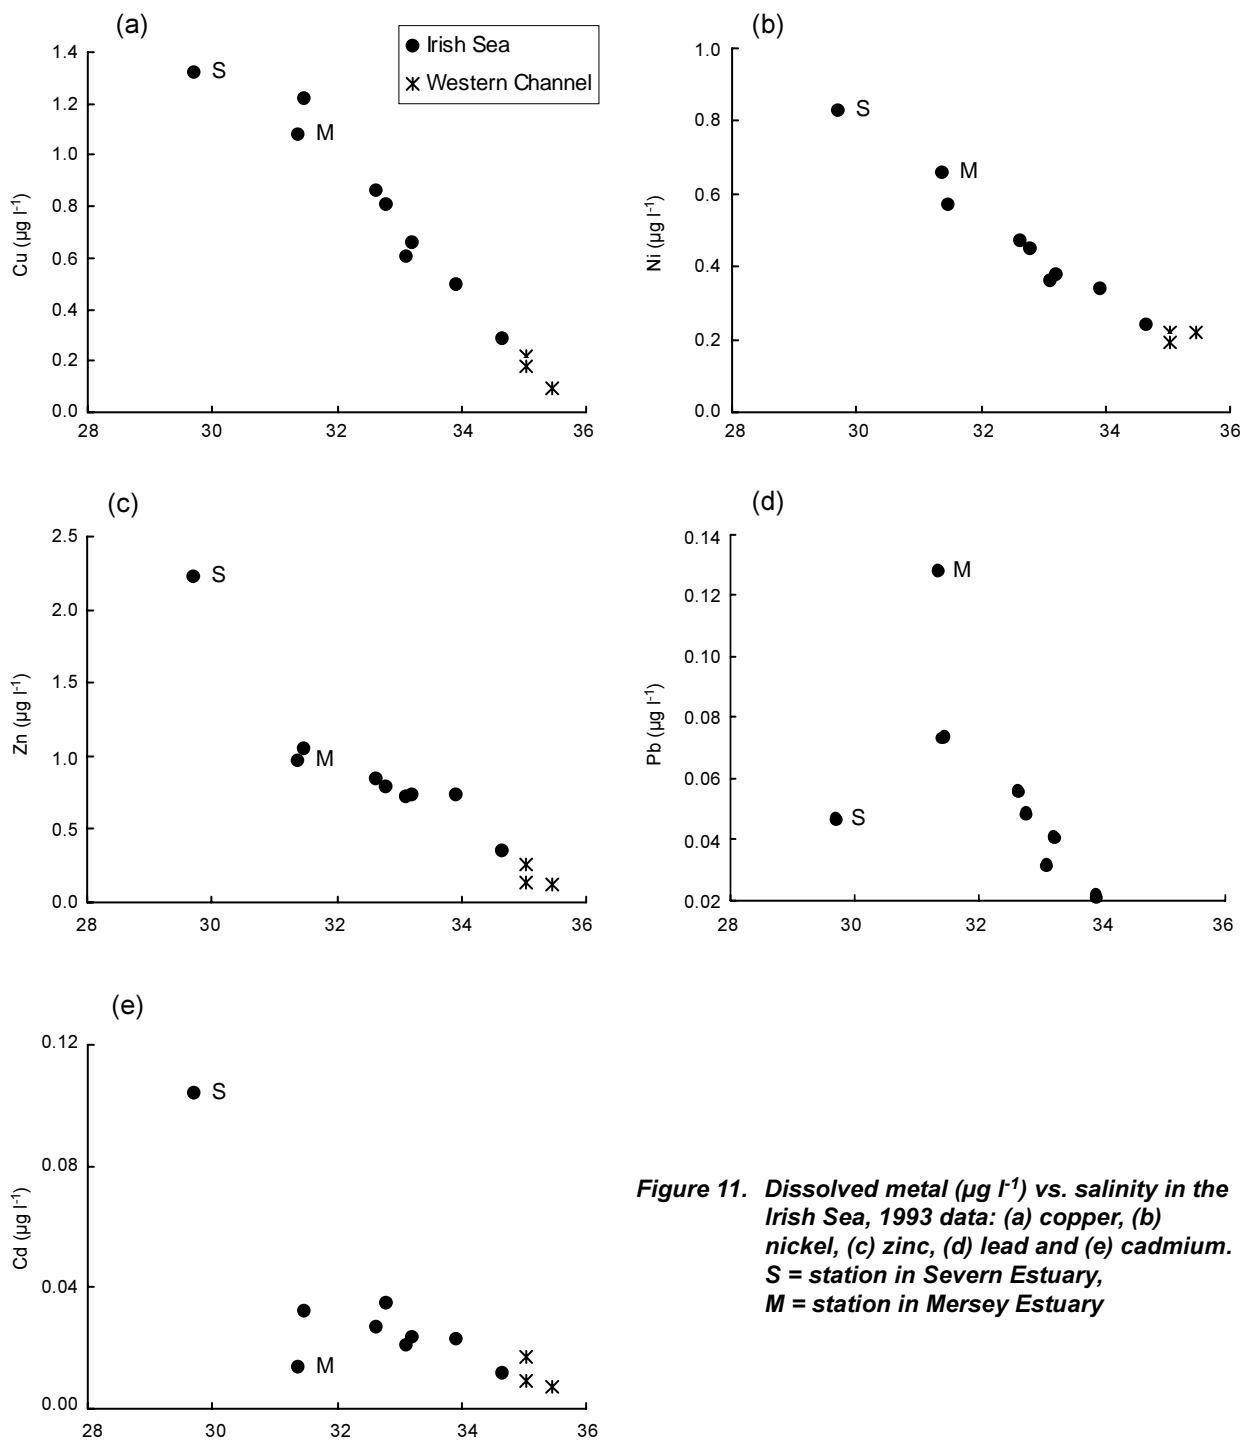 (a)
Irish Sea
Western Channel
1.4
1.2
1.0
0.8
0.6
0.4
0.2
0.0
Cu (µg l-1)
S
M
28 30 32 34 36
(b)
1.0
0.8
0.6
0.4
0.2
0.0
Ni (µg l-1)
S
M
28 30 32 34 36
(c)
2.5
2.0
1.5
1.0
0.5
0.0
Zn (µg l-1)
S
M
28 30 32 34 36
(d)
0.14
0.12
0.10
0.08
0.06
0.04
0.02
Pb (µg l-1)
M
S
28 30 32 34 36
(e)
0.12
0.08
0.04
0.00
Cd (µg l-1)
S
M
28 30 32 34 36
Figure 11. Dissolved metal (µg l-1) vs. salinity in the
Irish Sea, 1993 data: (a) copper, (b)
nickel, (c) zinc, (d) lead and (e) cadmium.
S = station in Severn Estuary,
M = station in Mersey Estuary